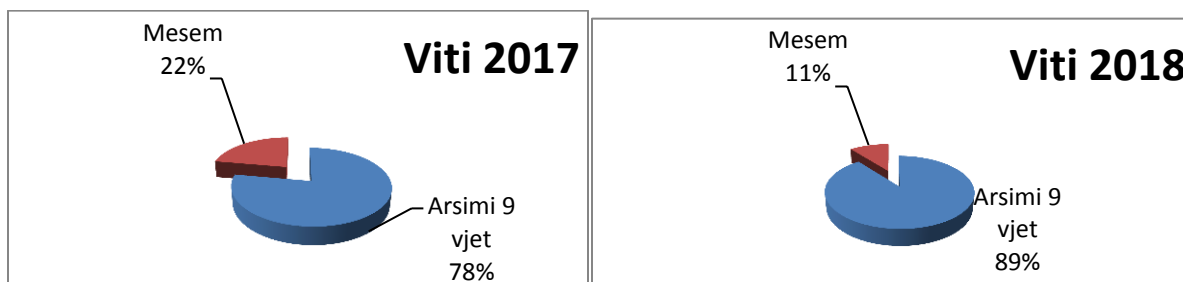 Mesem
22%
Viti 2017
Arsimi 9
vjet
78%
Mesem
11%
Viti 2018
Arsimi 9
vjet
89%